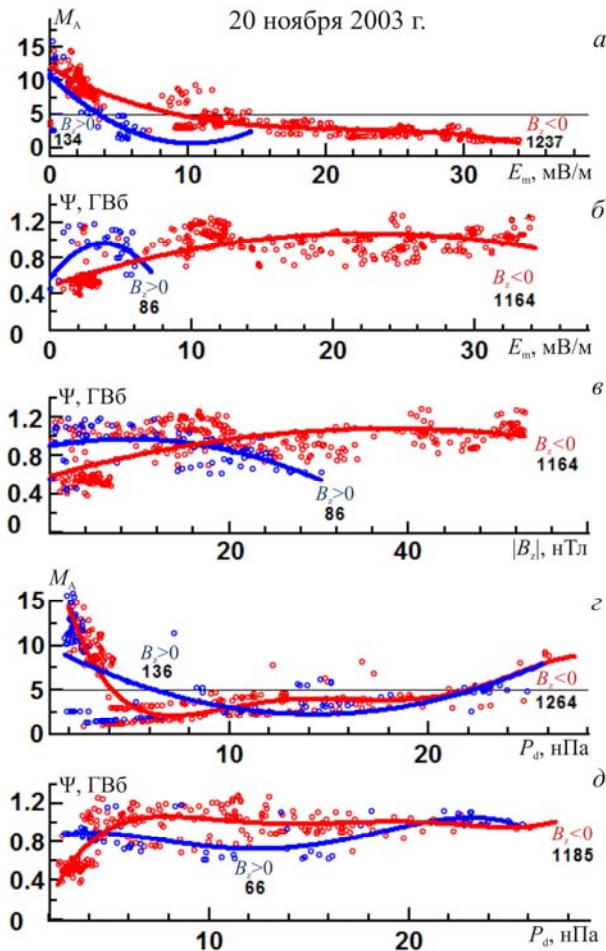 20 ноября 2003 г.
M_A
а
15
10
5
0
B_z>0
134
B_z<0
1237
0 10 20 30
E_m, мВ/м
Ψ, ГВб
б
1.2
0.8
0.4
0
B_z>0
86
B_z<0
1164
0 10 20 30
E_m, мВ/м
Ψ, ГВб
в
1.2
0.8
0.4
0
B_z<0
1164
B_z>0
86
20 40
|B_z|, нТл
M_A
г
15
10
5
0
B_z>0
136
B_z<0
1264
10 20
P_d, нПа
Ψ, ГВб
д
1.2
0.8
0.4
0
B_z>0
66
B_z<0
1185
10 20
P_d, нПа